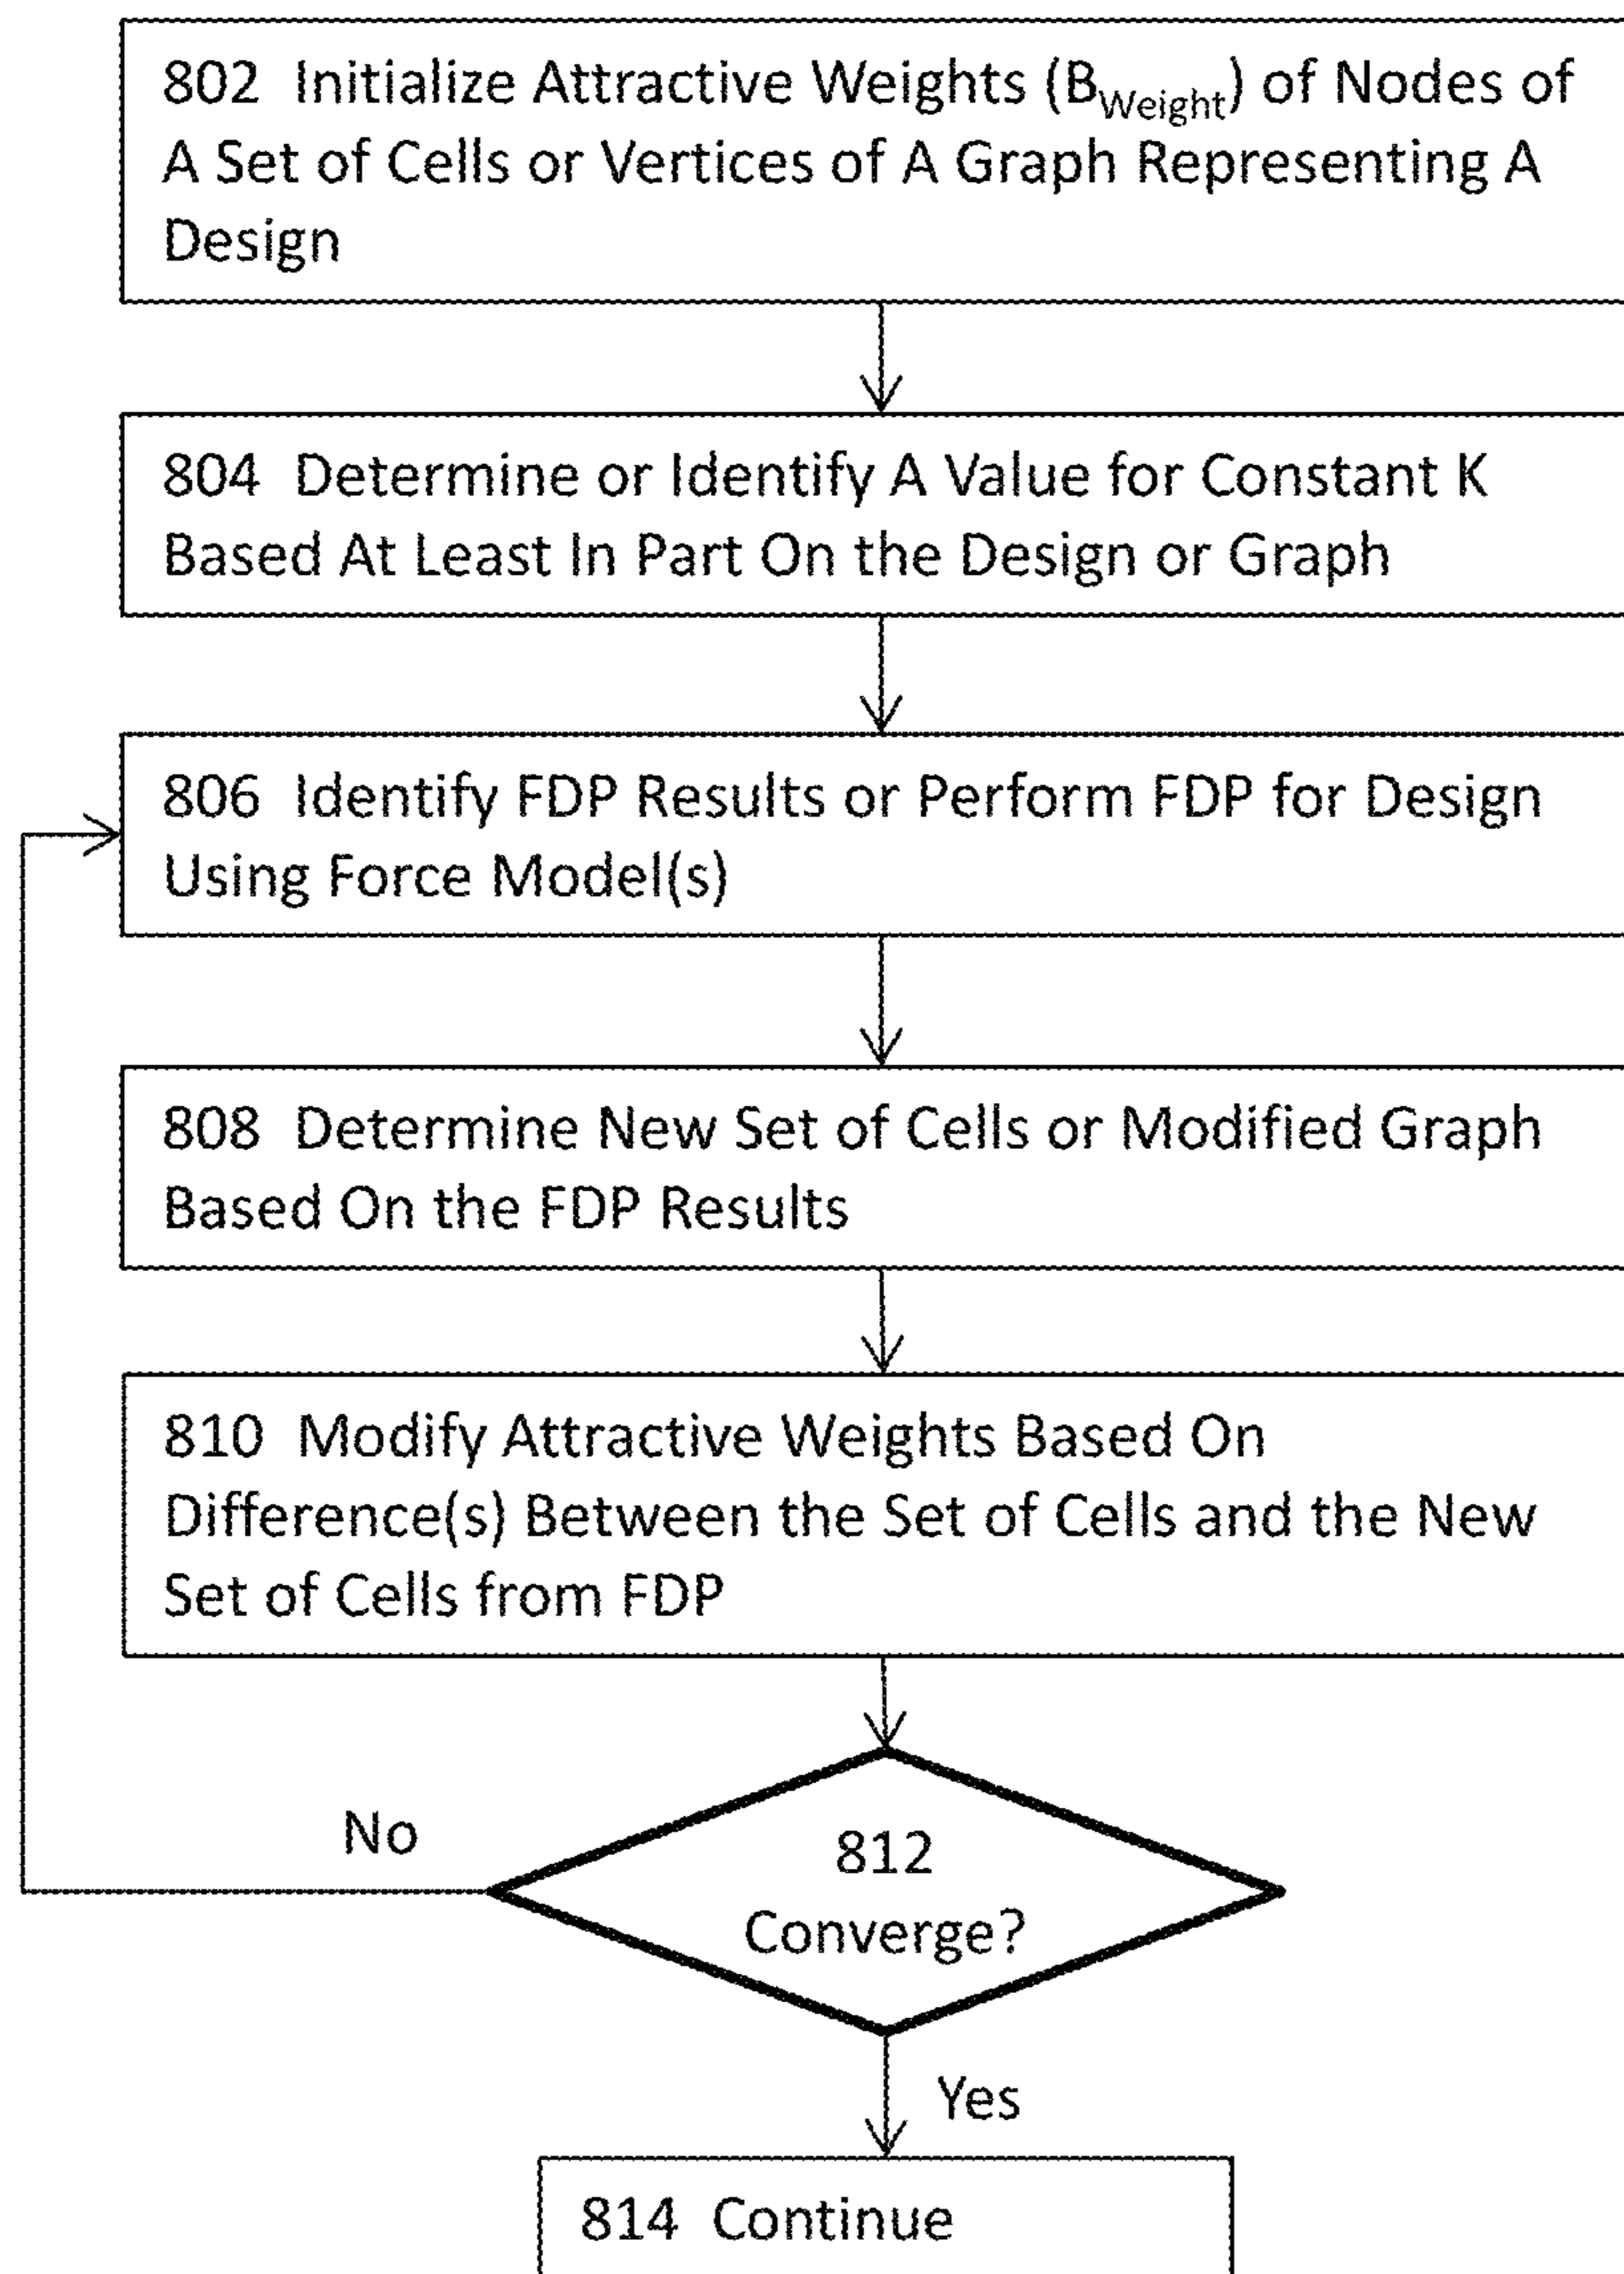 802 Initialize Attractive Weights (B_Weight) of Nodes of
A Set of Cells or Vertices of A Graph Representing A
Design
804 Determine or Identify A Value for Constant K
Based At Least In Part On the Design or Graph
806 Identify FDP Results or Perform FDP for Design
Using Force Model(s)
808 Determine New Set of Cells or Modified Graph
Based On the FDP Results
810 Modify Attractive Weights Based On
Difference(s) Between the Set of Cells and the New
Set of Cells from FDP
No
812
Converge?
Yes
814 Continue